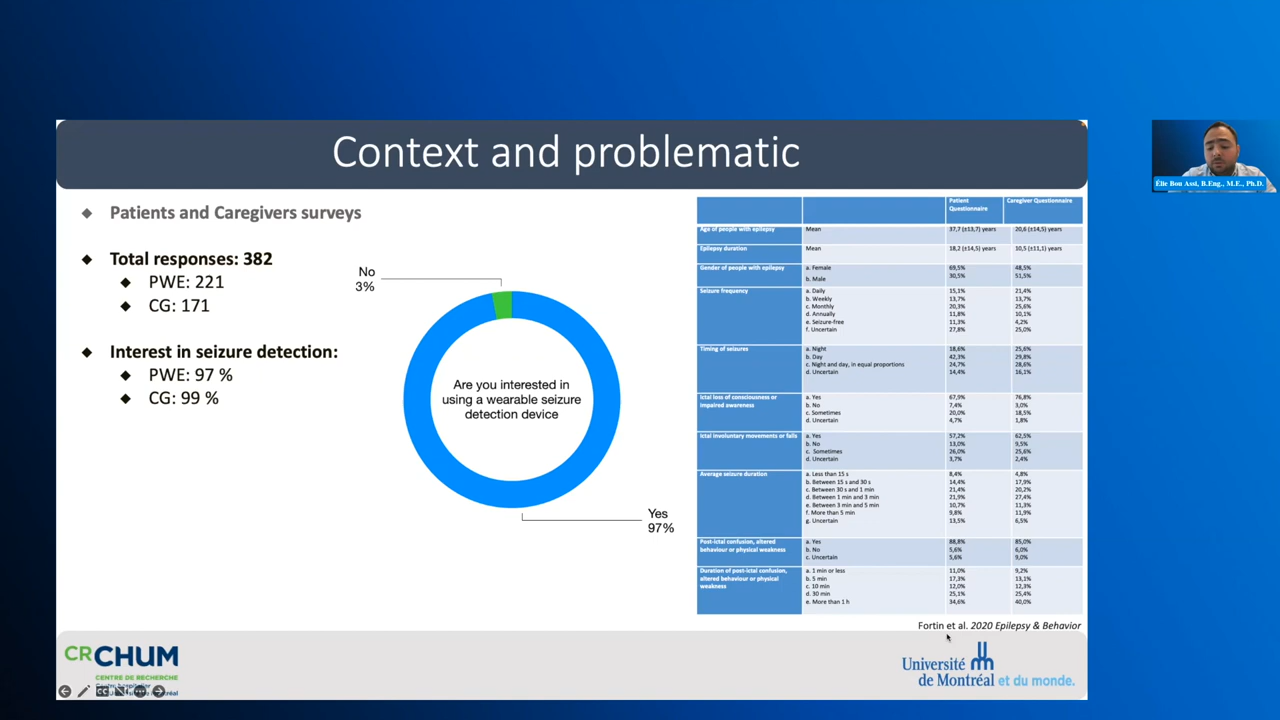 Context and problematic
Patients and Caregivers surveys
Total responses: 382
PWE: 221
CG: 171
Interest in seizure detection:
PWE: 97 %
CG: 99 %
No
3%
Are you interested in
using a wearable seizure
detection device
Yes
97%
Patient Questionnaire Caregiver Questionnaire
Age of people with epilepsy Mean 37,7 (±13,7) years 20,6 (±14,5) years
Epilepsy duration Mean 18,2 (±14,5) years 10,5 (±11,1) years
Gender of people with epilepsy a. Female 69,5% 48,5%
b. Male 30,5% 51,5%
Seizure frequency a. Daily 15,1% 21,4%
b. Weekly 13,7% 13,7%
c. Monthly 20,3% 25,6%
d. Annually 11,8% 10,1%
e. Seizure-free 11,3% 4,2%
f. Uncertain 27,8% 25,0%
Timing of seizures a. Night 18,6% 25,6%
b. Day 42,3% 29,8%
c. Night and day, in equal proportions 24,7% 28,6%
d. Uncertain 14,4% 16,1%
Ictal loss of consciousness or a. Yes 67,9% 76,8%
impaired awareness b. No 7,4% 3,0%
c. Sometimes 20,0% 18,5%
d. Uncertain 4,7% 1,8%
Ictal involuntary movements or falls a. Yes 57,2% 62,5%
b. No 13,0% 9,5%
c. Sometimes 26,0% 25,6%
d. Uncertain 3,7% 2,4%
Average seizure duration a. Less than 15 s 8,4% 4,8%
b. Between 15 s and 30 s 14,4% 17,9%
c. Between 30 s and 1 min 21,4% 20,2%
d. Between 1 min and 3 min 21,9% 27,4%
e. Between 3 min and 5 min 10,7% 11,3%
f. More than 5 min 9,8% 11,9%
g. Uncertain 13,5% 6,5%
Post-ictal confusion, altered a. Yes 88,8% 85,0%
behaviour or physical weakness b. No 5,6% 6,0%
c. Uncertain 5,6% 9,0%
Duration of post-ictal confusion, a. 1 min or less 11,0% 9,2%
altered behaviour or physical b. 5 min 17,3% 13,1%
weakness c. 10 min 12,0% 12,3%
d. 30 min 25,1% 25,4%
e. More than 1 h 34,6% 40,0%
Fortin et al. 2020 Epilepsy & Behavior
CRCHUM
CENTRE DE RECHERCHE
Université
de Montréal et du monde.
Élie Bou Assi, B.Eng., M.E., Ph.D.